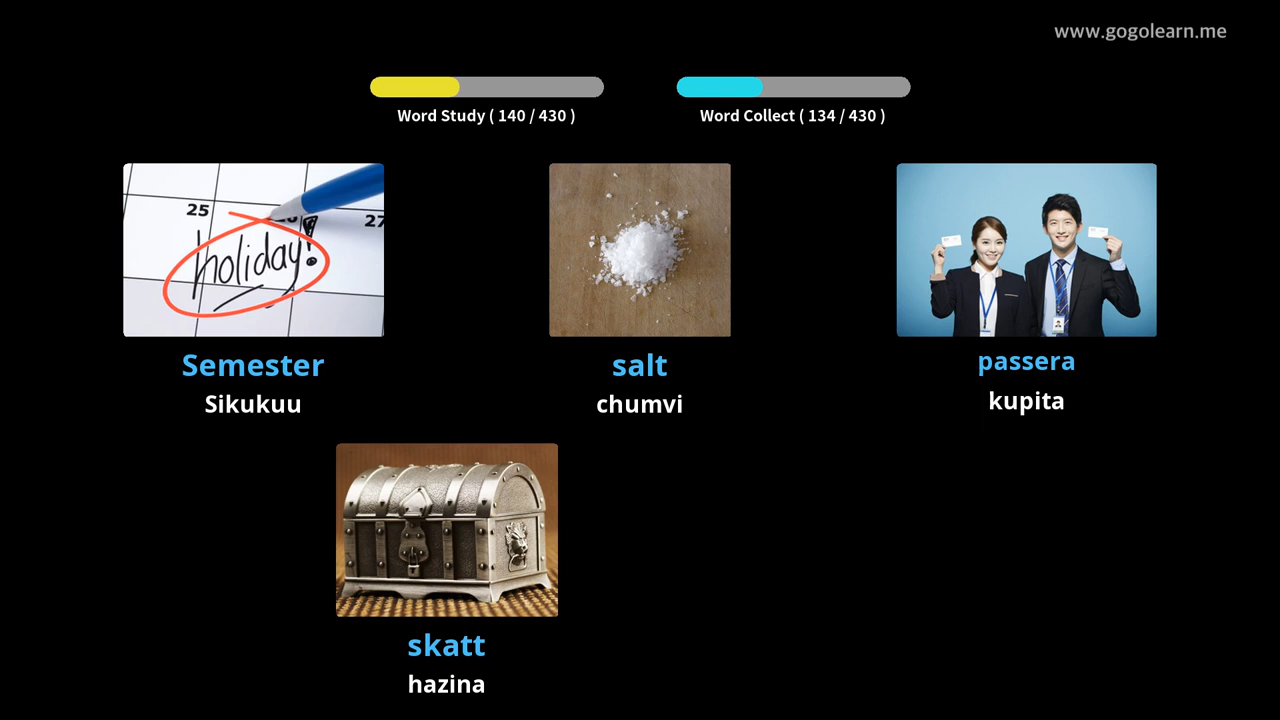 www.gogolearn.me
Word Study ( 140 / 430 )
Word Collect ( 134 / 430 )
25
27
holiday!
Semester
Sikukuu
salt
chumvi
passera
kupita
skatt
hazina